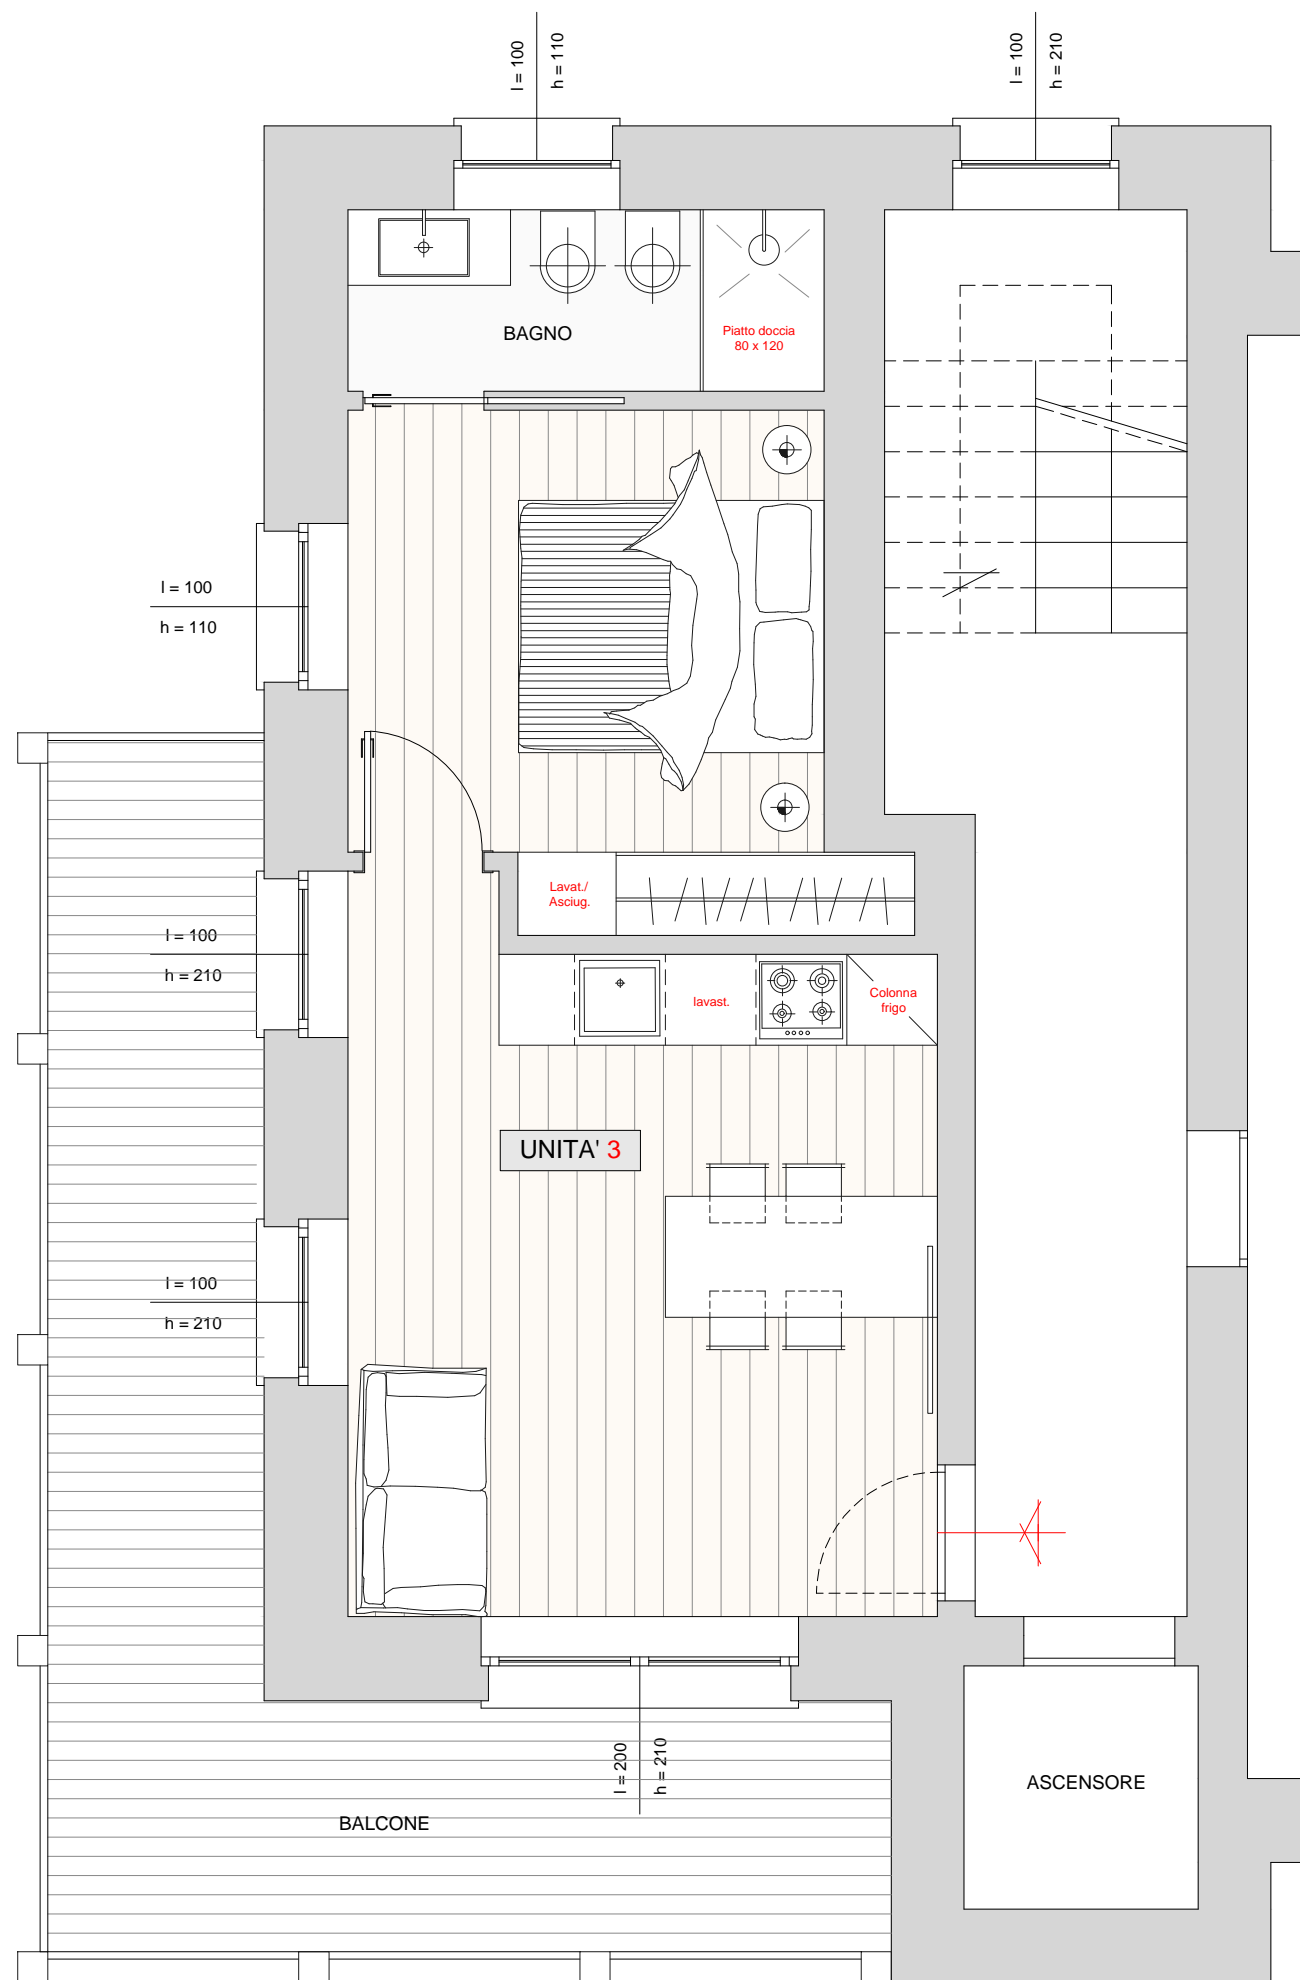 l = 100
h = 110
l = 100
h = 210
BAGNO
Piatto doccia
80 x 120
l = 100
h = 110
Lavat./
Asciug.
l = 100
h = 210
lavast.
Colonna
frigo
UNITA' 3
l = 100
h = 210
l = 200
h = 210
ASCENSORE
BALCONE